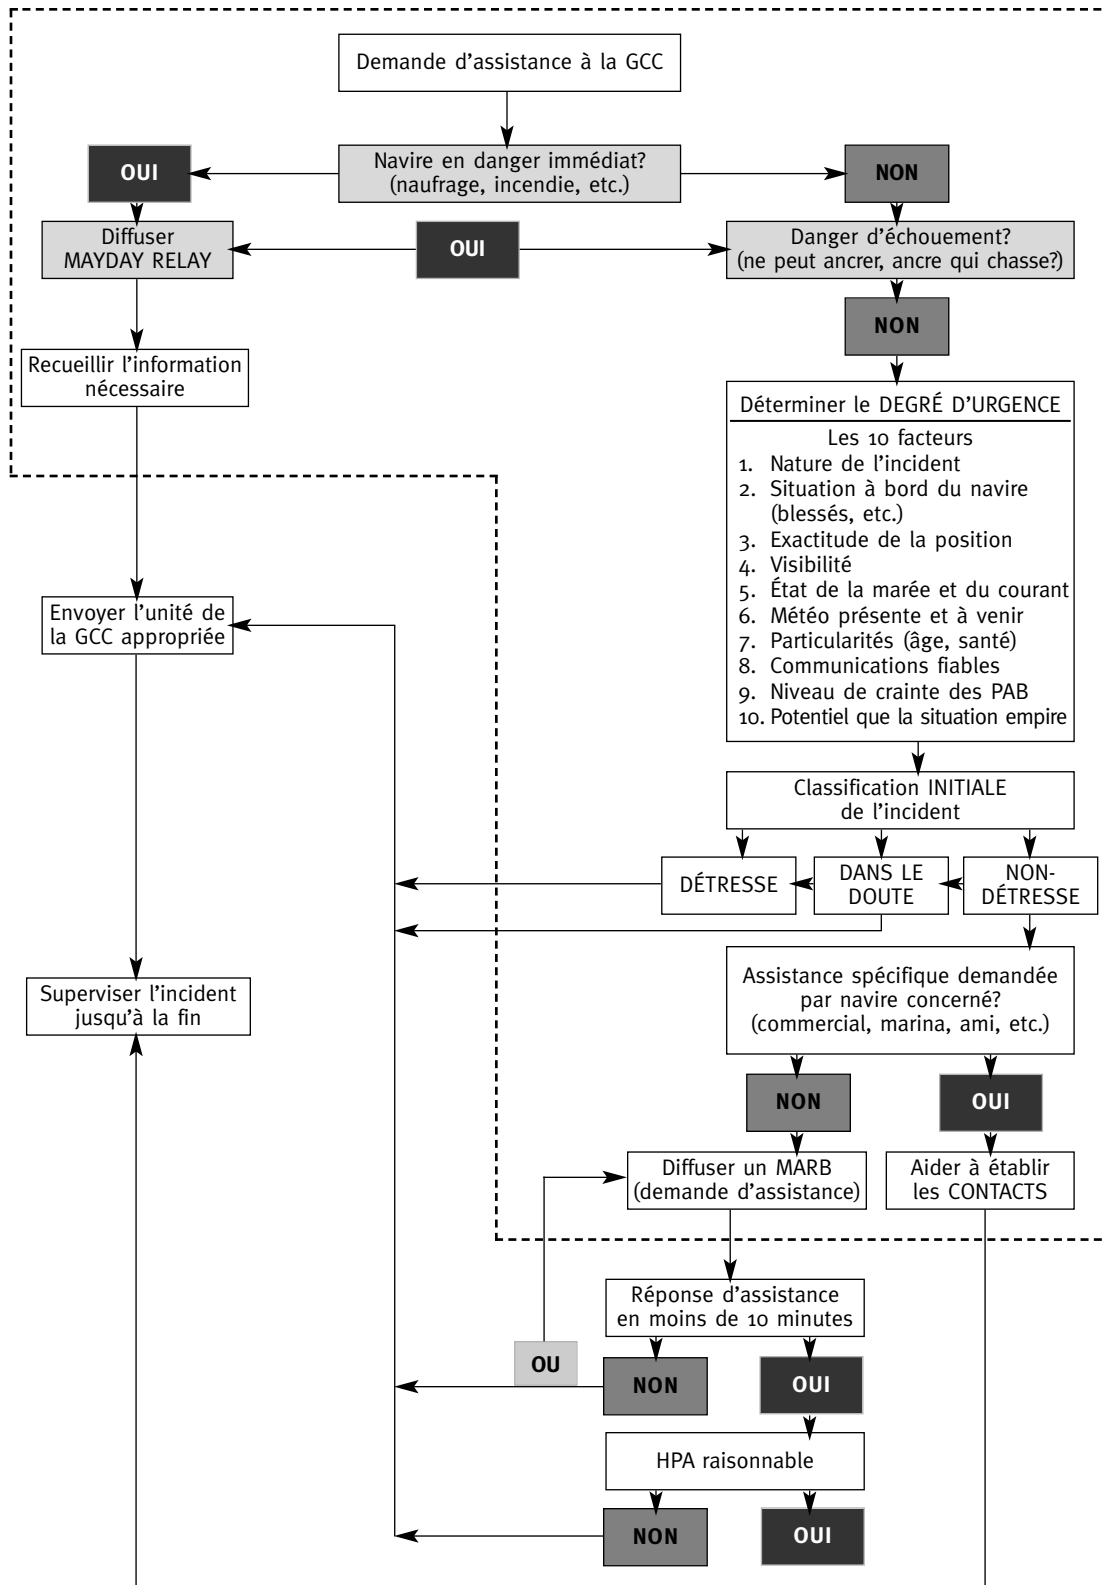 Demande d'assistance à la GCC
Navire en danger immédiat?
(naufrage, incendie, etc.)
OUI
NON
Diffuser
MAYDAY RELAY
OUI
Danger d'échouement?
(ne peut ancrer, ancre qui chasse?)
NON
Recueillir l'information
nécessaire
Déterminer le DEGRÉ D'URGENCE
Les 10 facteurs
1. Nature de l'incident
2. Situation à bord du navire
(blessés, etc.)
3. Exactitude de la position
4. Visibilité
5. État de la marée et du courant
6. Météo présente et à venir
7. Particularités (âge, santé)
8. Communications fiables
9. Niveau de crainte des PAB
10. Potentiel que la situation empire
Envoyer l'unité de
la GCC appropriée
Classification INITIALE
de l'incident
DÉTRESSE
DANS LE
DOUTE
NON-
DÉTRESSE
Superviser l'incident
jusqu'à la fin
Assistance spécifique demandée
par navire concerné?
(commercial, marina, ami, etc.)
NON
OUI
Diffuser un MARB
(demande d'assistance)
Aider à établir
les CONTACTS
Réponse d'assistance
en moins de 10 minutes
OU
NON
OUI
HPA raisonnable
NON
OUI